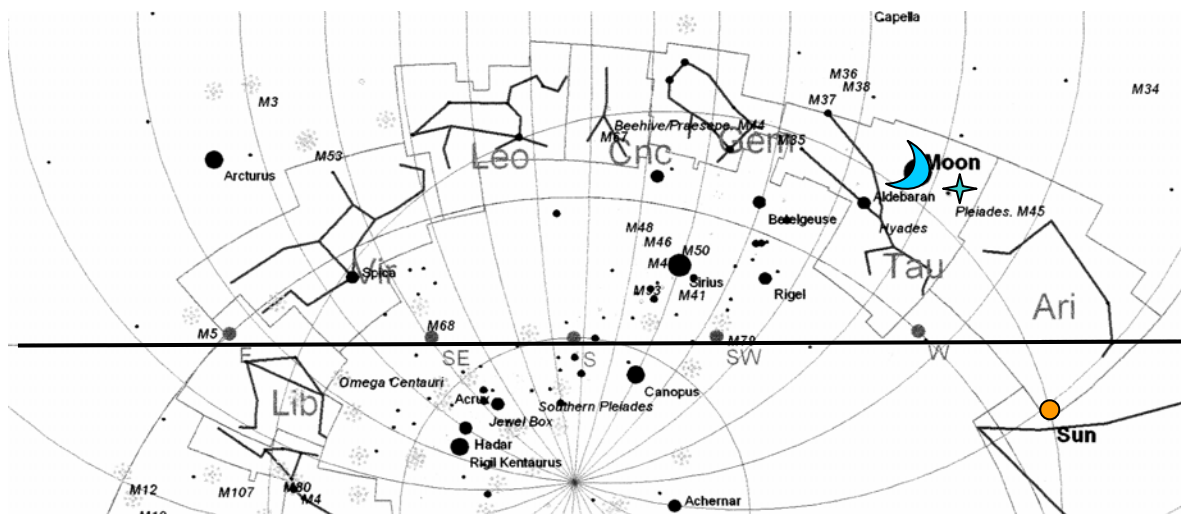 Capella
M36
M38
M34
M37
M3
Beehive/Praesepe. M44
M67
Gem
M35
Cnc
M53
Leo
Moon
Arcturus
Aldebaran
Pleiades. M45
Betelgeuse
Hyades
M48
M46
M50
Tau
Vir
Spica
Sirius
Rigel
M93
M41
Ari
M5
M68
M79
E
SE
S
SW
W
Omega Centauri
Canopus
Lib
Acrux
Southern Pleiades
Jewel Box
Sun
Hadar
Rigil Kentaurus
M12
M107
M80
M4
Achernar